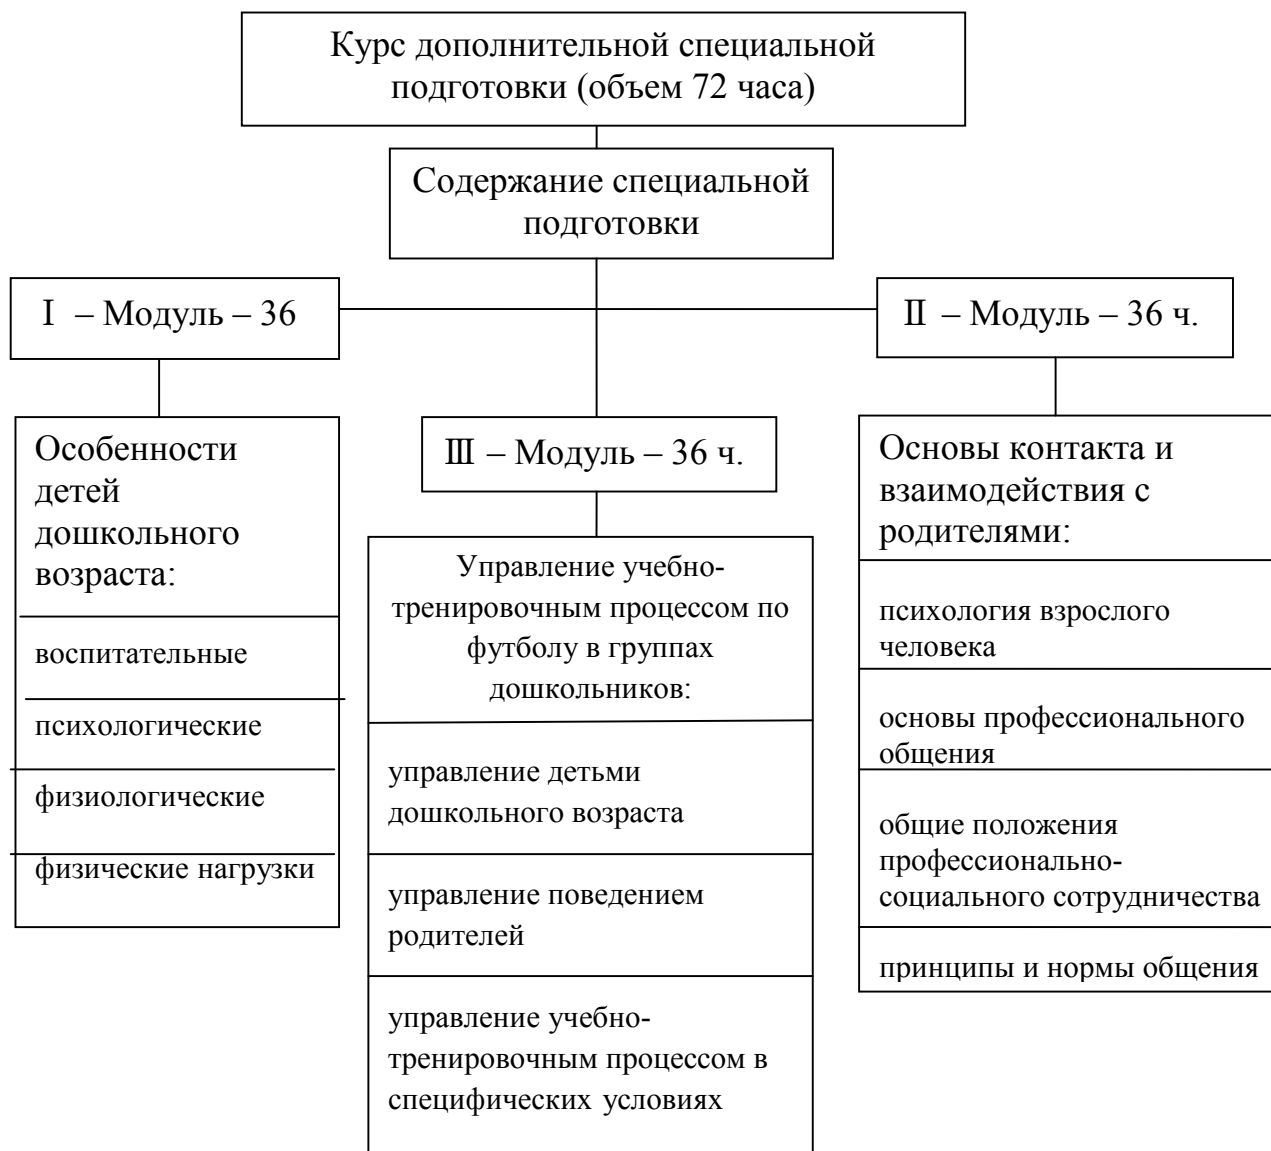 Курс дополнительной специальной
подготовки (объем 72 часа)
Содержание специальной
подготовки
Ⅰ – Модуль – 36
Ⅱ – Модуль – 36 ч.
Особенности
детей
дошкольного
возраста:
воспитательные
психологические
физиологические
физические нагрузки
Ⅲ – Модуль – 36 ч.
Управление учебно-
тренировочным процессом по
футболу в группах
дошкольников:
управление детьми
дошкольного возраста
управление поведением
родителей
управление учебно-
тренировочным процессом в
специфических условиях
Основы контакта и
взаимодействия с
родителями:
психология взрослого
человека
основы профессионального
общения
общие положения
профессионально-
социального сотрудничества
принципы и нормы общения